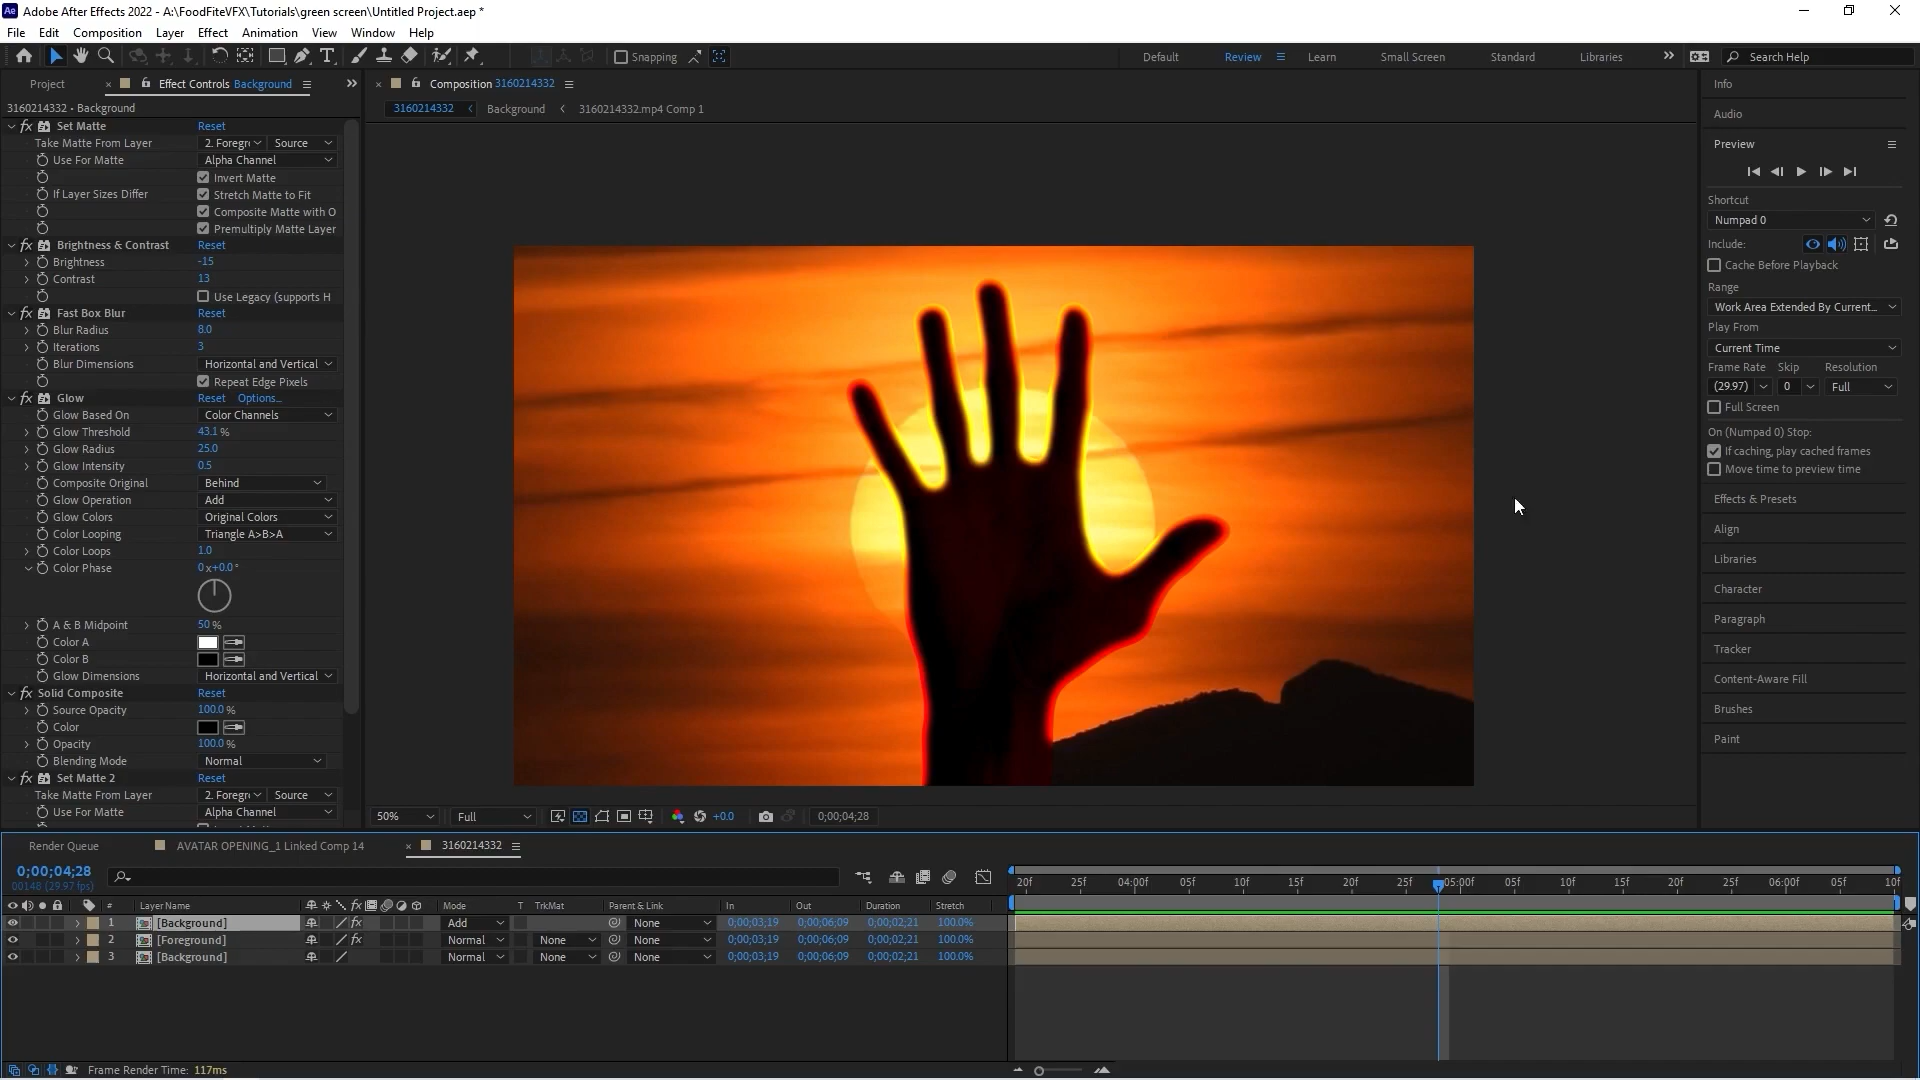 Adobe After Effects 2022 - A:\FoodFiteVFX\Tutorials\green screen\Untitled Project.aep *
File Edit Composition Layer Effect Animation View Window Help
Snapping Default Review Learn Small Screen Standard Libraries Search Help
Project Effect Controls Background
3160214332 • Background
fx Set Matte Reset
Take Matte From Layer 2. Foregr Source
Use For Matte Alpha Channel
Invert Matte
If Layer Sizes Differ Stretch Matte to Fit
Composite Matte with O
Premultiply Matte Layer
fx Brightness & Contrast Reset
Brightness -15
Contrast 13
Use Legacy (supports H
fx Fast Box Blur Reset
Blur Radius 8.0
Iterations 3
Blur Dimensions Horizontal and Vertical
Repeat Edge Pixels
fx Glow Reset Options...
Glow Based On Color Channels
Glow Threshold 43.1 %
Glow Radius 25.0
Glow Intensity 0.5
Composite Original Behind
Glow Operation Add
Glow Colors Original Colors
Color Looping Triangle A>B>A
Color Loops 1.0
Color Phase 0 x+0.0 °
A & B Midpoint 50 %
Color A
Color B
Glow Dimensions Horizontal and Vertical
fx Solid Composite Reset
Source Opacity 100.0 %
Color
Opacity 100.0 %
Blending Mode Normal
fx Set Matte 2 Reset
Take Matte From Layer 2. Foregr Source
Use For Matte Alpha Channel
Composition 3160214332
3160214332 Background 3160214332.mp4 Comp 1
50% Full +0.0 0;00;04;28
Info
Audio
Preview
Shortcut
Numpad 0
Include:
Cache Before Playback
Range
Work Area Extended By Current...
Play From
Current Time
Frame Rate Skip Resolution
(29.97) 0 Full
Full Screen
On (Numpad 0) Stop:
If caching, play cached frames
Move time to preview time
Effects & Presets
Align
Libraries
Character
Paragraph
Tracker
Content-Aware Fill
Brushes
Paint
Render Queue AVATAR OPENING_1 Linked Comp 14 3160214332
0;00;04;28
00148 (29.97 fps)
20f 25f 04:00f 05f 10f 15f 20f 25f 05:00f 05f 10f 15f 20f 25f 06:00f 05f 10f
# Layer Name Mode T TrkMat Parent & Link In Out Duration Stretch
1 [Background] Add None 0;00;03;19 0;00;06;09 0;00;02;21 100.0%
2 [Foreground] Normal None None 0;00;03;19 0;00;06;09 0;00;02;21 100.0%
3 [Background] Normal None None 0;00;03;19 0;00;06;09 0;00;02;21 100.0%
Frame Render Time: 117ms